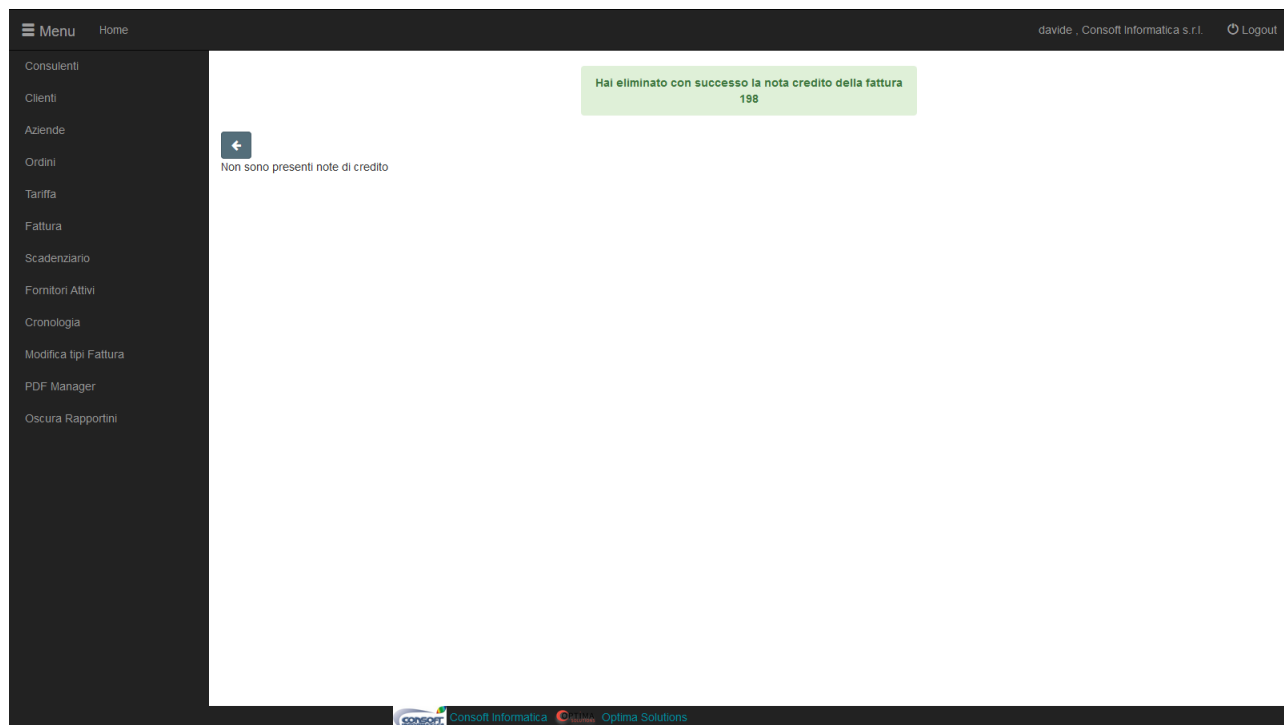 Menu Home davide , Consoft Informatica s.r.l. Logout
Consulenti
Clienti
Aziende
Ordini
Tariffa
Fattura
Scadenziario
Fornitori Attivi
Cronologia
Modifica tipi Fattura
PDF Manager
Oscura Rapportini
Hai eliminato con successo la nota credito della fattura
198
Non sono presenti note di credito
CONSOFT Consoft Informatica OPTIMA Optima Solutions